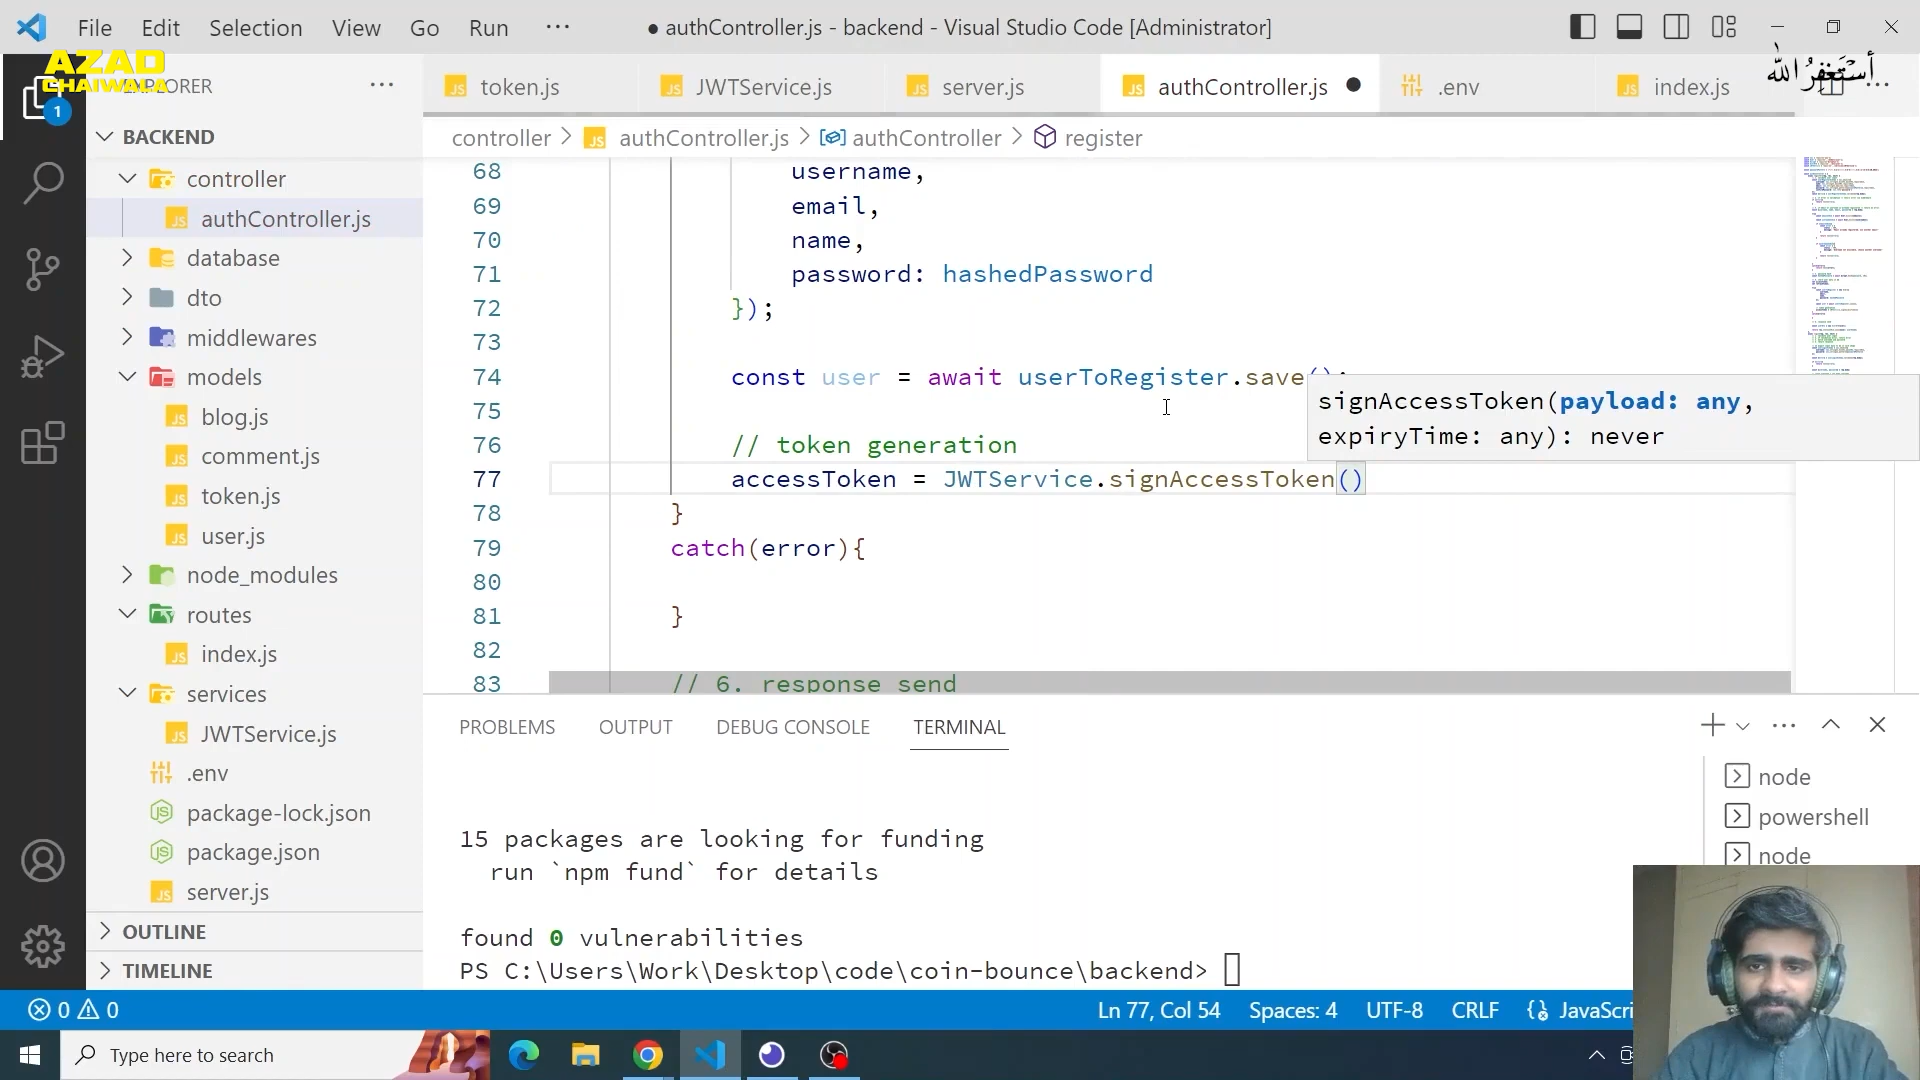 File Edit Selection View Go Run ··· ● authController.js - backend - Visual Studio Code [Administrator]
AZAD
CHAIWALA
أستغفر الله
EXPLORER ···
token.js JWTService.js server.js authController.js ● .env index.js
1
BACKEND
controller > authController.js > authController > register
controller
authController.js
database
dto
middlewares
models
blog.js
comment.js
token.js
user.js
node_modules
routes
index.js
services
JWTService.js
.env
package-lock.json
package.json
server.js
OUTLINE
TIMELINE
68 username,
69 email,
70 name,
71 password: hashedPassword
72 });
73
74 const user = await userToRegister.save();
75
76 // token generation
77 accessToken = JWTService.signAccessToken()
78 }
79 catch(error){
80
81 }
82
83 // 6. response send
signAccessToken(payload: any,
expiryTime: any): never
PROBLEMS OUTPUT DEBUG CONSOLE TERMINAL
15 packages are looking for funding
run `npm fund` for details
found 0 vulnerabilities
PS C:\Users\Work\Desktop\code\coin-bounce\backend>
node
powershell
node
0 0 Ln 77, Col 54 Spaces: 4 UTF-8 CRLF JavaScri
Type here to search